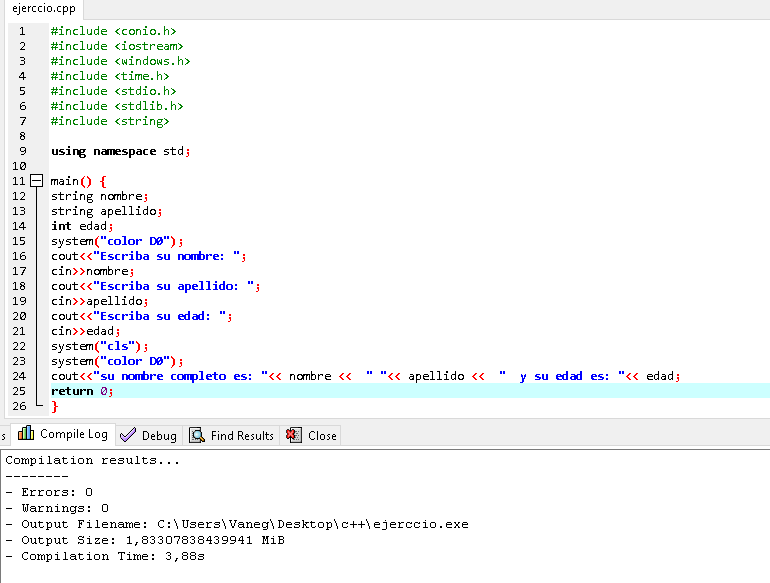 ejerccio.cpp
1 #include <conio.h>
2 #include <iostream>
3 #include <windows.h>
4 #include <time.h>
5 #include <stdio.h>
6 #include <stdlib.h>
7 #include <string>
8
9 using namespace std;
10
11 main() {
12 string nombre;
13 string apellido;
14 int edad;
15 system("color D0");
16 cout<<"Escriba su nombre: ";
17 cin>>nombre;
18 cout<<"Escriba su apellido: ";
19 cin>>apellido;
20 cout<<"Escriba su edad: ";
21 cin>>edad;
22 system("cls");
23 system("color D0");
24 cout<<"su nombre completo es: "<< nombre <<  " "<< apellido <<  "  y su edad es: "<< edad;
25 return 0;
26 }
s Compile Log Debug Find Results Close
Compilation results...
--------
- Errors: 0
- Warnings: 0
- Output Filename: C:\Users\Vaneg\Desktop\c++\ejerccio.exe
- Output Size: 1,83307838439941 MiB
- Compilation Time: 3,88s